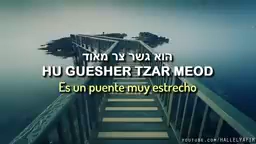 הוא גשר צר מאוד
HU GUESHER TZAR MEOD
Es un puente muy estrecho
youtube.com/HALLELYAFIR